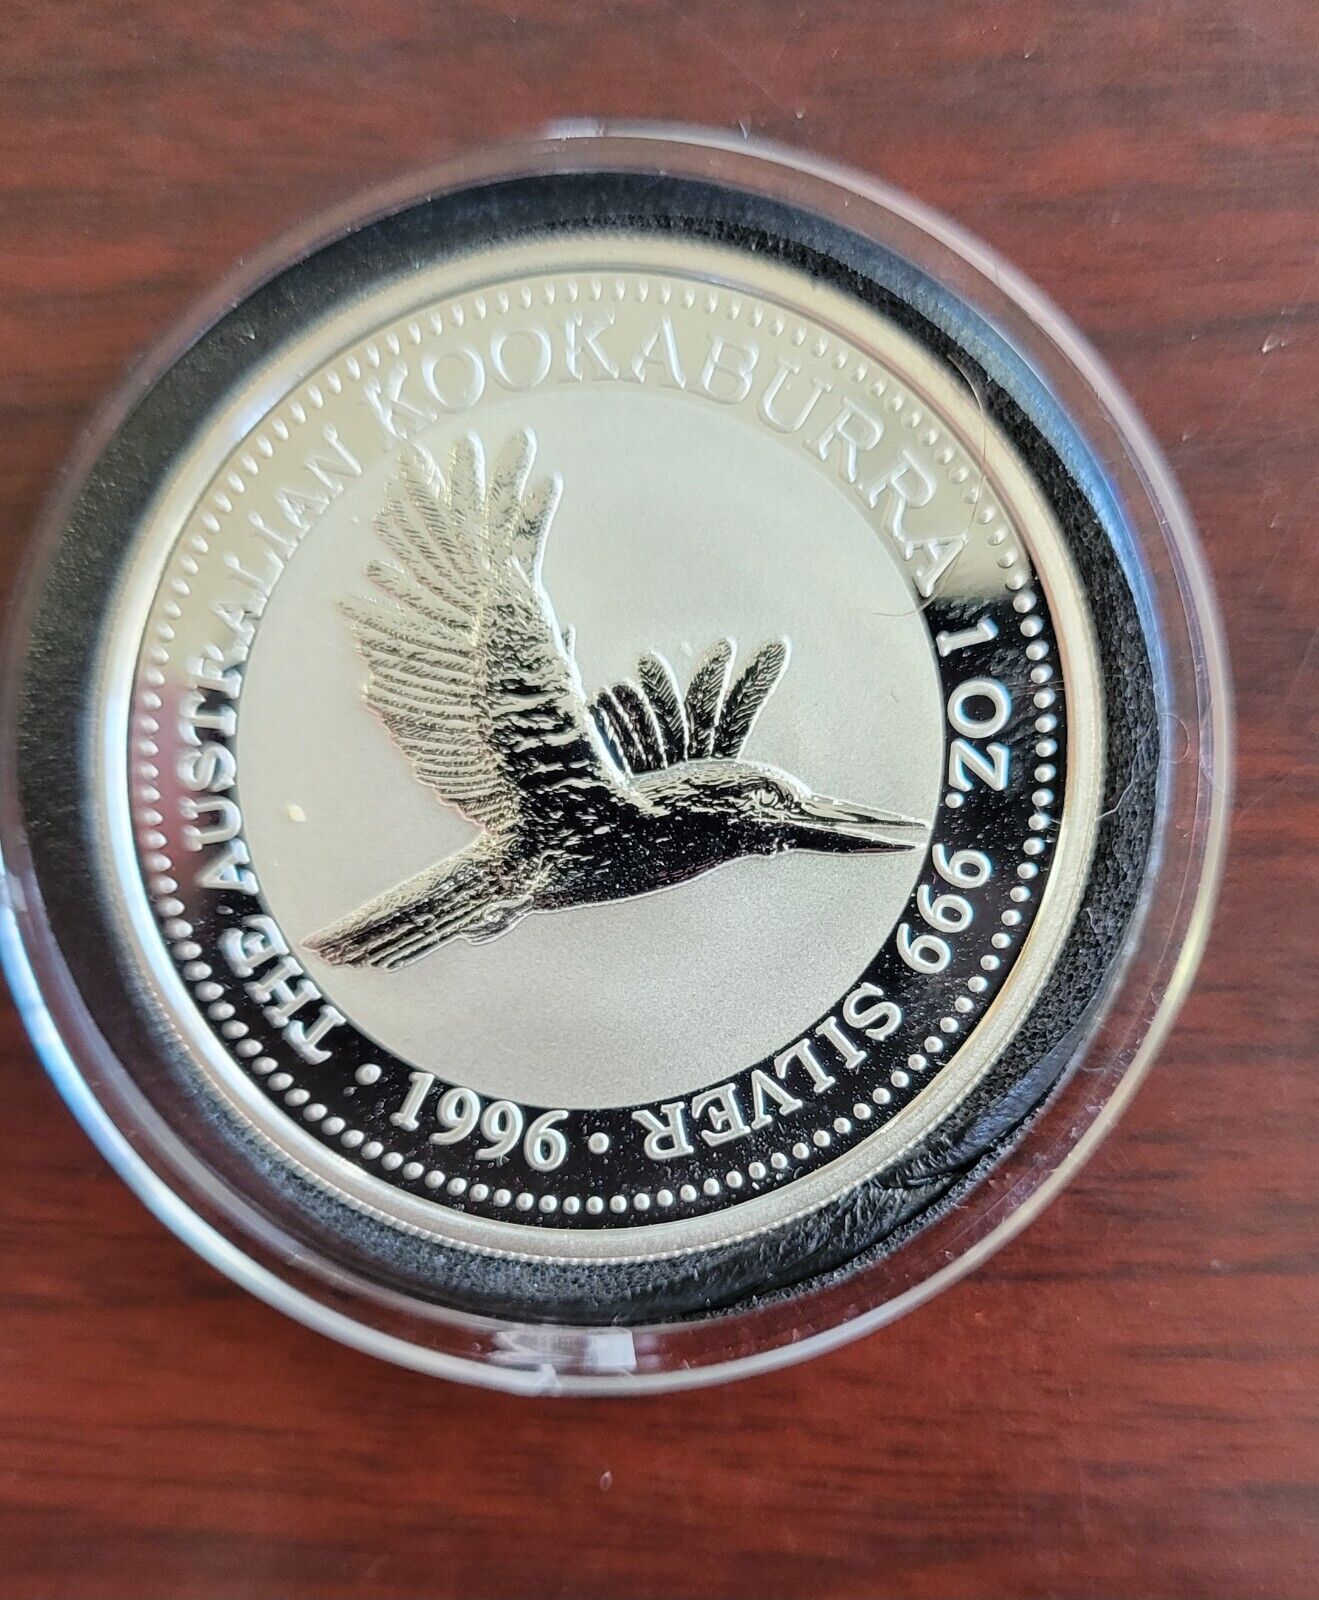 THE AUSTRALIAN KOOKABURRA 1 OZ. 999 SILVER • 1996 •